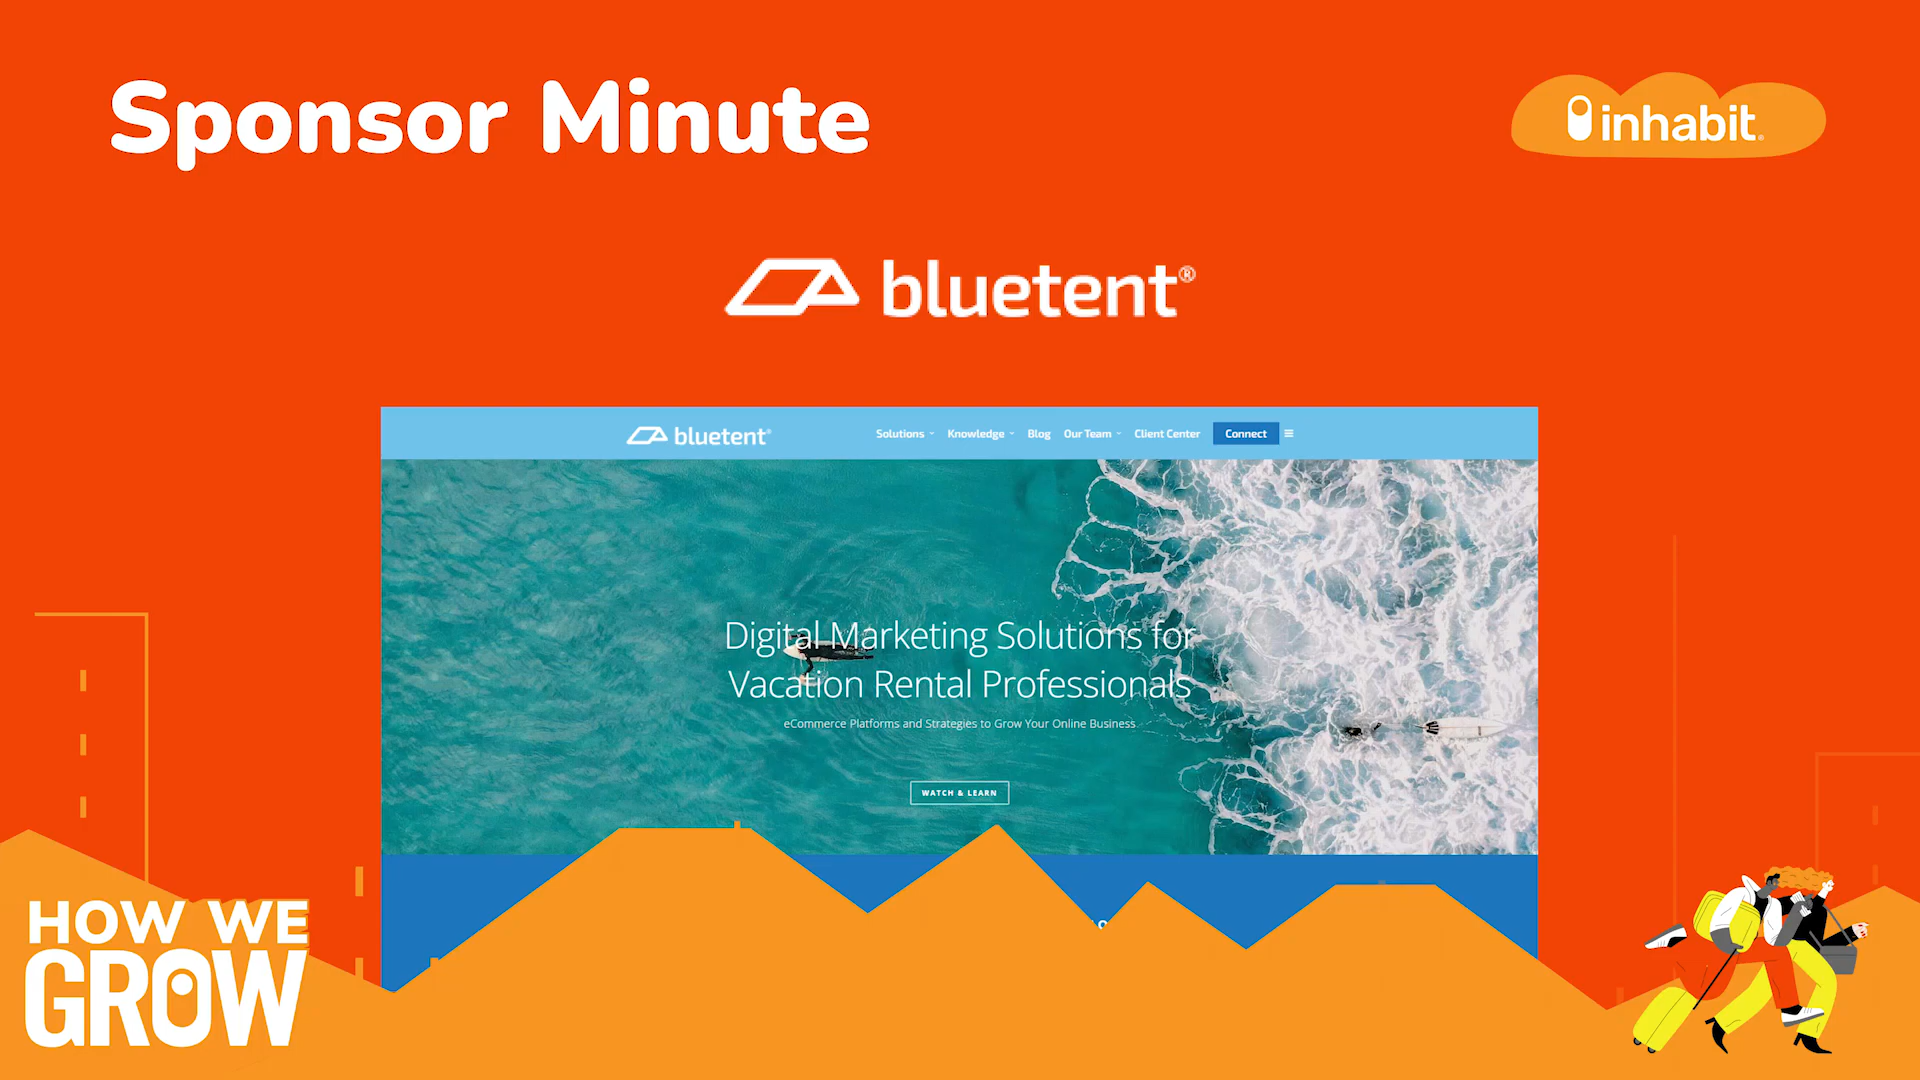 Sponsor Minute
inhabit®
bluetent®
bluetent®
Solutions Knowledge Blog Our Team Client Center Connect
Digital Marketing Solutions for
Vacation Rental Professionals
eCommerce Platforms and Strategies to Grow Your Online Business
WATCH & LEARN
HOW WE
GROW